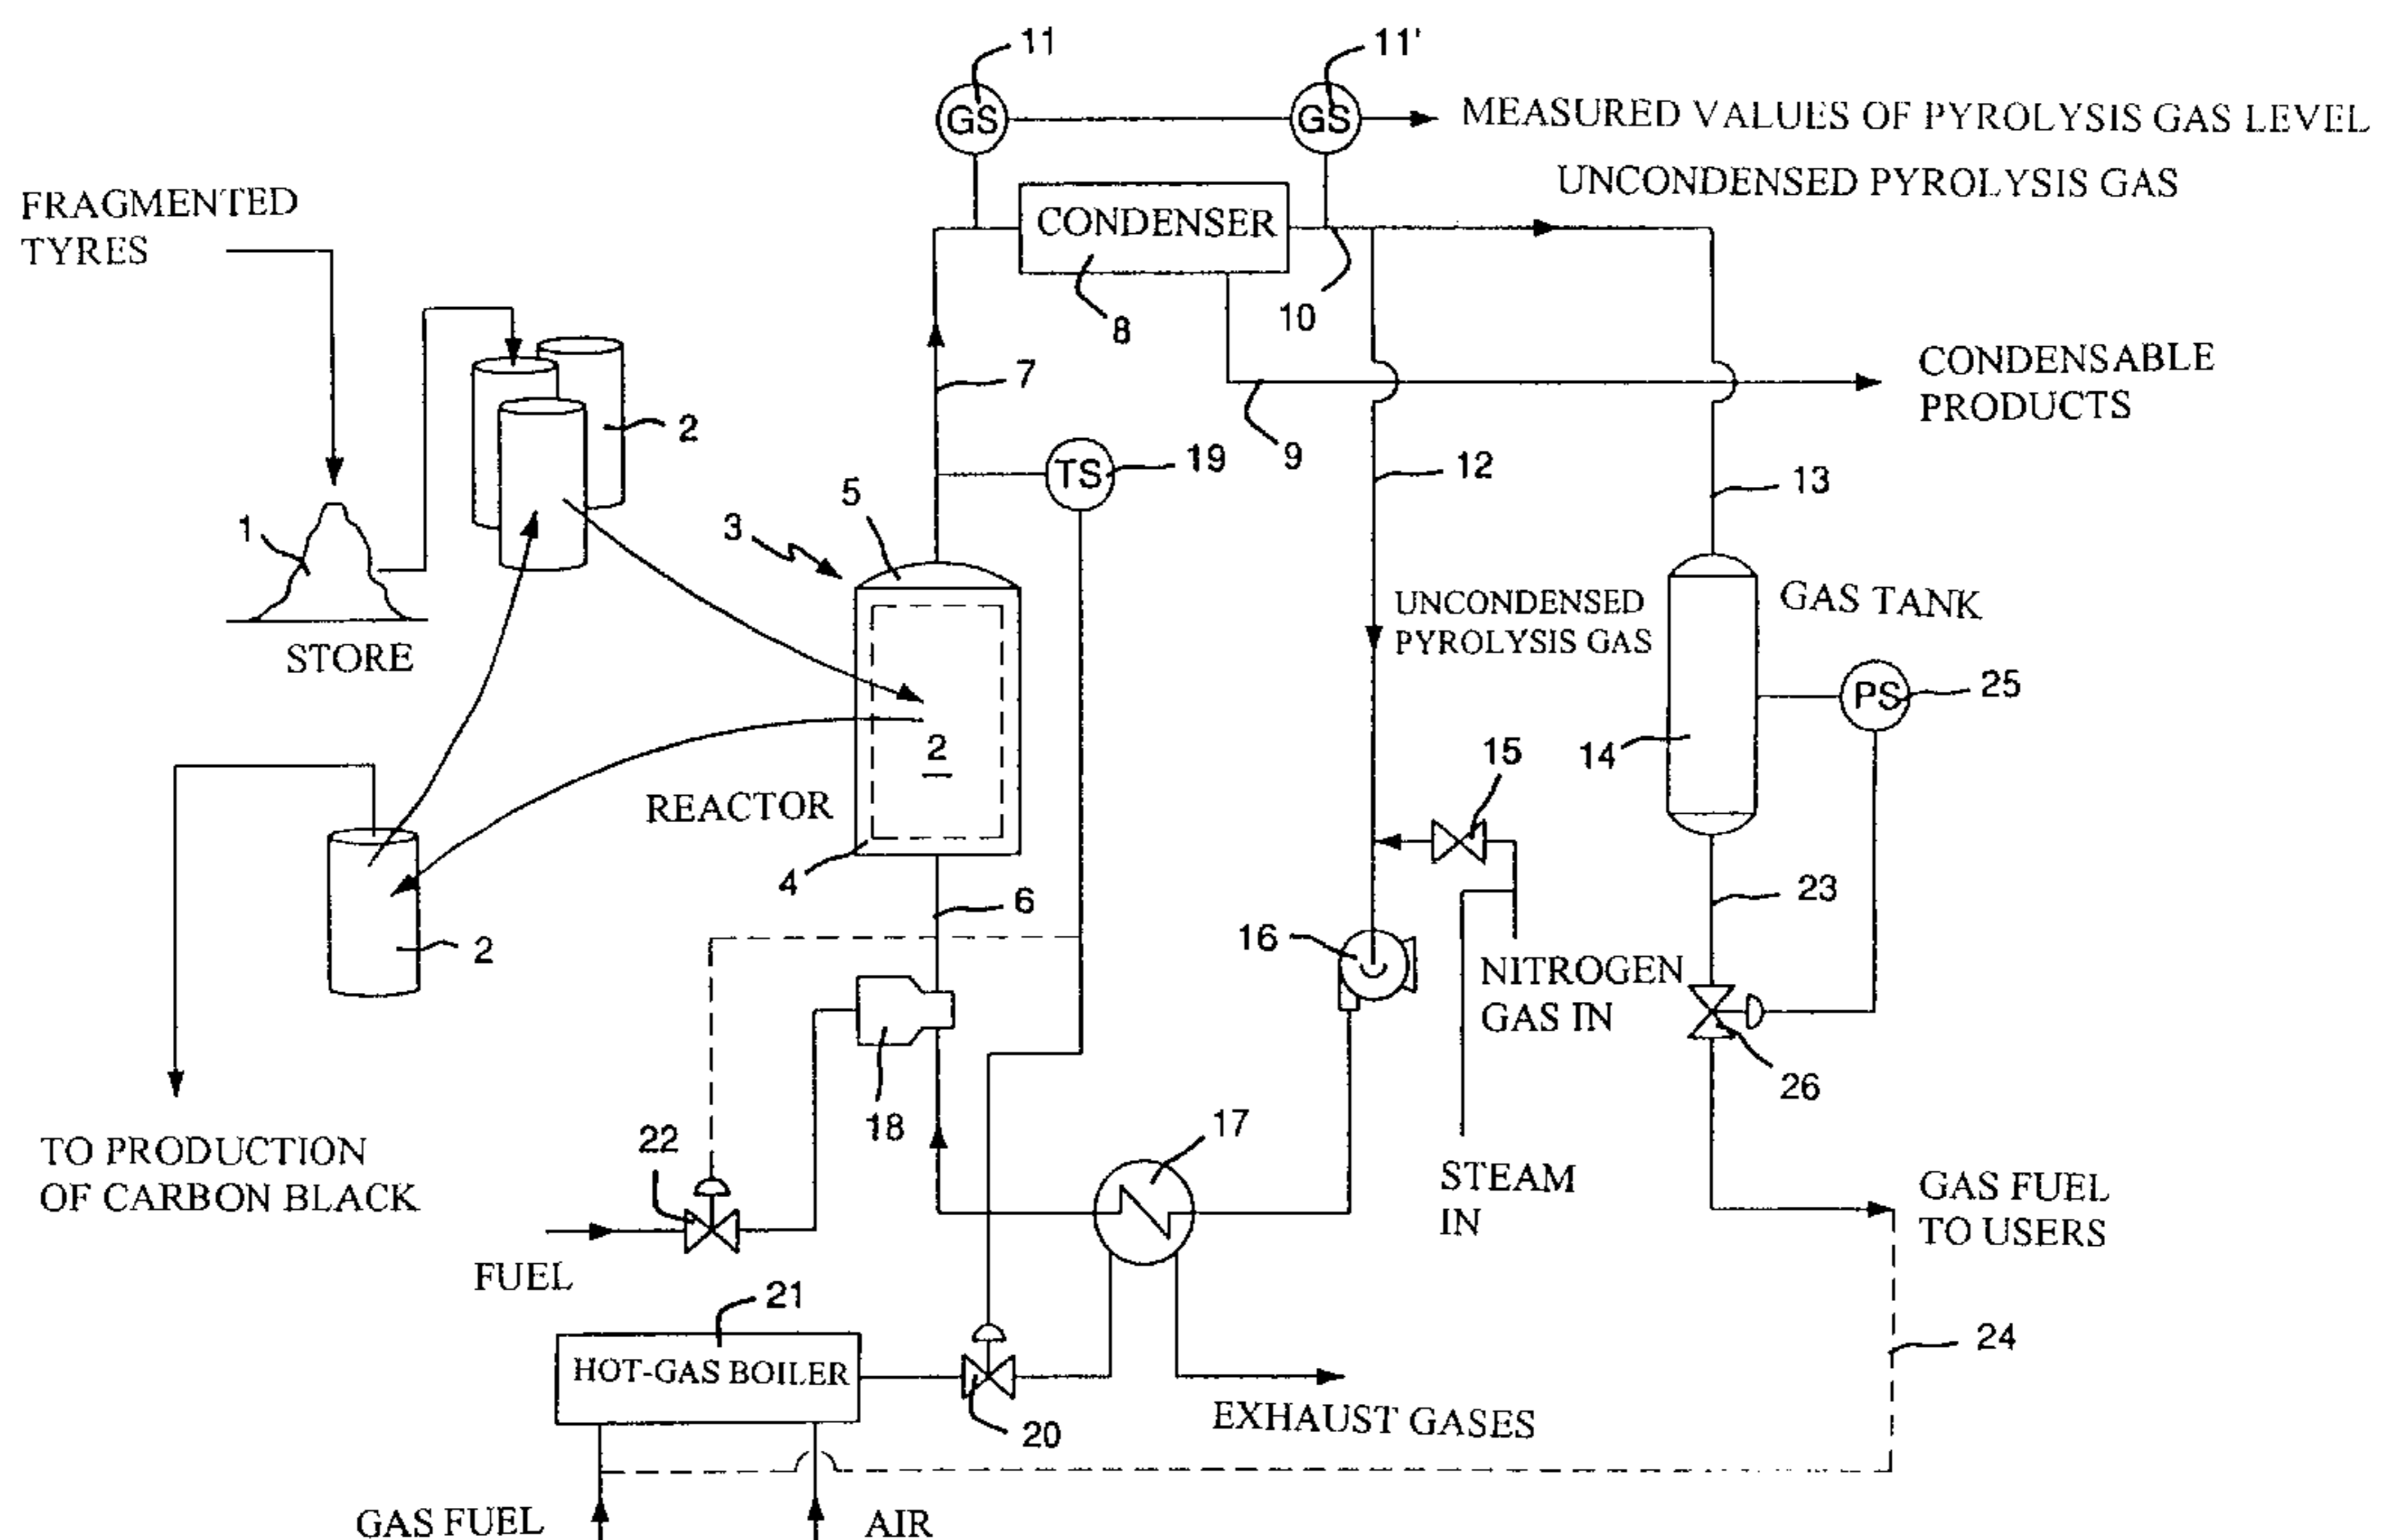 11
11'
GS
GS
MEASURED VALUES OF PYROLYSIS GAS LEVEL
UNCONDENSED PYROLYSIS GAS
FRAGMENTED
TYRES
CONDENSER
8
10
7
2
CONDENSABLE
PRODUCTS
9
TS
19
12
13
5
3
1
STORE
UNCONDENSED
PYROLYSIS GAS
GAS TANK
PS
25
14
15
2
REACTOR
4
6
23
16
2
NITROGEN
GAS IN
26
18
17
22
TO PRODUCTION
OF CARBON BLACK
STEAM
IN
GAS FUEL
TO USERS
FUEL
21
HOT-GAS BOILER
24
20
EXHAUST GASES
GAS FUEL
AIR